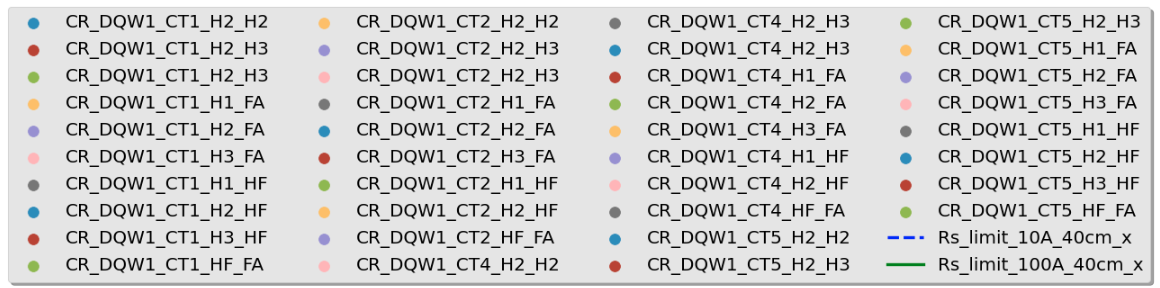 CR_DQW1_CT1_H2_H2
CR_DQW1_CT1_H2_H3
CR_DQW1_CT1_H2_H3
CR_DQW1_CT1_H1_FA
CR_DQW1_CT1_H2_FA
CR_DQW1_CT1_H3_FA
CR_DQW1_CT1_H1_HF
CR_DQW1_CT1_H2_HF
CR_DQW1_CT1_H3_HF
CR_DQW1_CT1_HF_FA
CR_DQW1_CT2_H2_H2
CR_DQW1_CT2_H2_H3
CR_DQW1_CT2_H2_H3
CR_DQW1_CT2_H1_FA
CR_DQW1_CT2_H2_FA
CR_DQW1_CT2_H3_FA
CR_DQW1_CT2_H1_HF
CR_DQW1_CT2_H2_HF
CR_DQW1_CT2_HF_FA
CR_DQW1_CT4_H2_H2
CR_DQW1_CT4_H2_H3
CR_DQW1_CT4_H2_H3
CR_DQW1_CT4_H1_FA
CR_DQW1_CT4_H2_FA
CR_DQW1_CT4_H3_FA
CR_DQW1_CT4_H1_HF
CR_DQW1_CT4_H2_HF
CR_DQW1_CT4_HF_FA
CR_DQW1_CT5_H2_H2
CR_DQW1_CT5_H2_H3
CR_DQW1_CT5_H2_H3
CR_DQW1_CT5_H1_FA
CR_DQW1_CT5_H2_FA
CR_DQW1_CT5_H3_FA
CR_DQW1_CT5_H1_HF
CR_DQW1_CT5_H2_HF
CR_DQW1_CT5_H3_HF
CR_DQW1_CT5_HF_FA
Rs_limit_10A_40cm_x
Rs_limit_100A_40cm_x